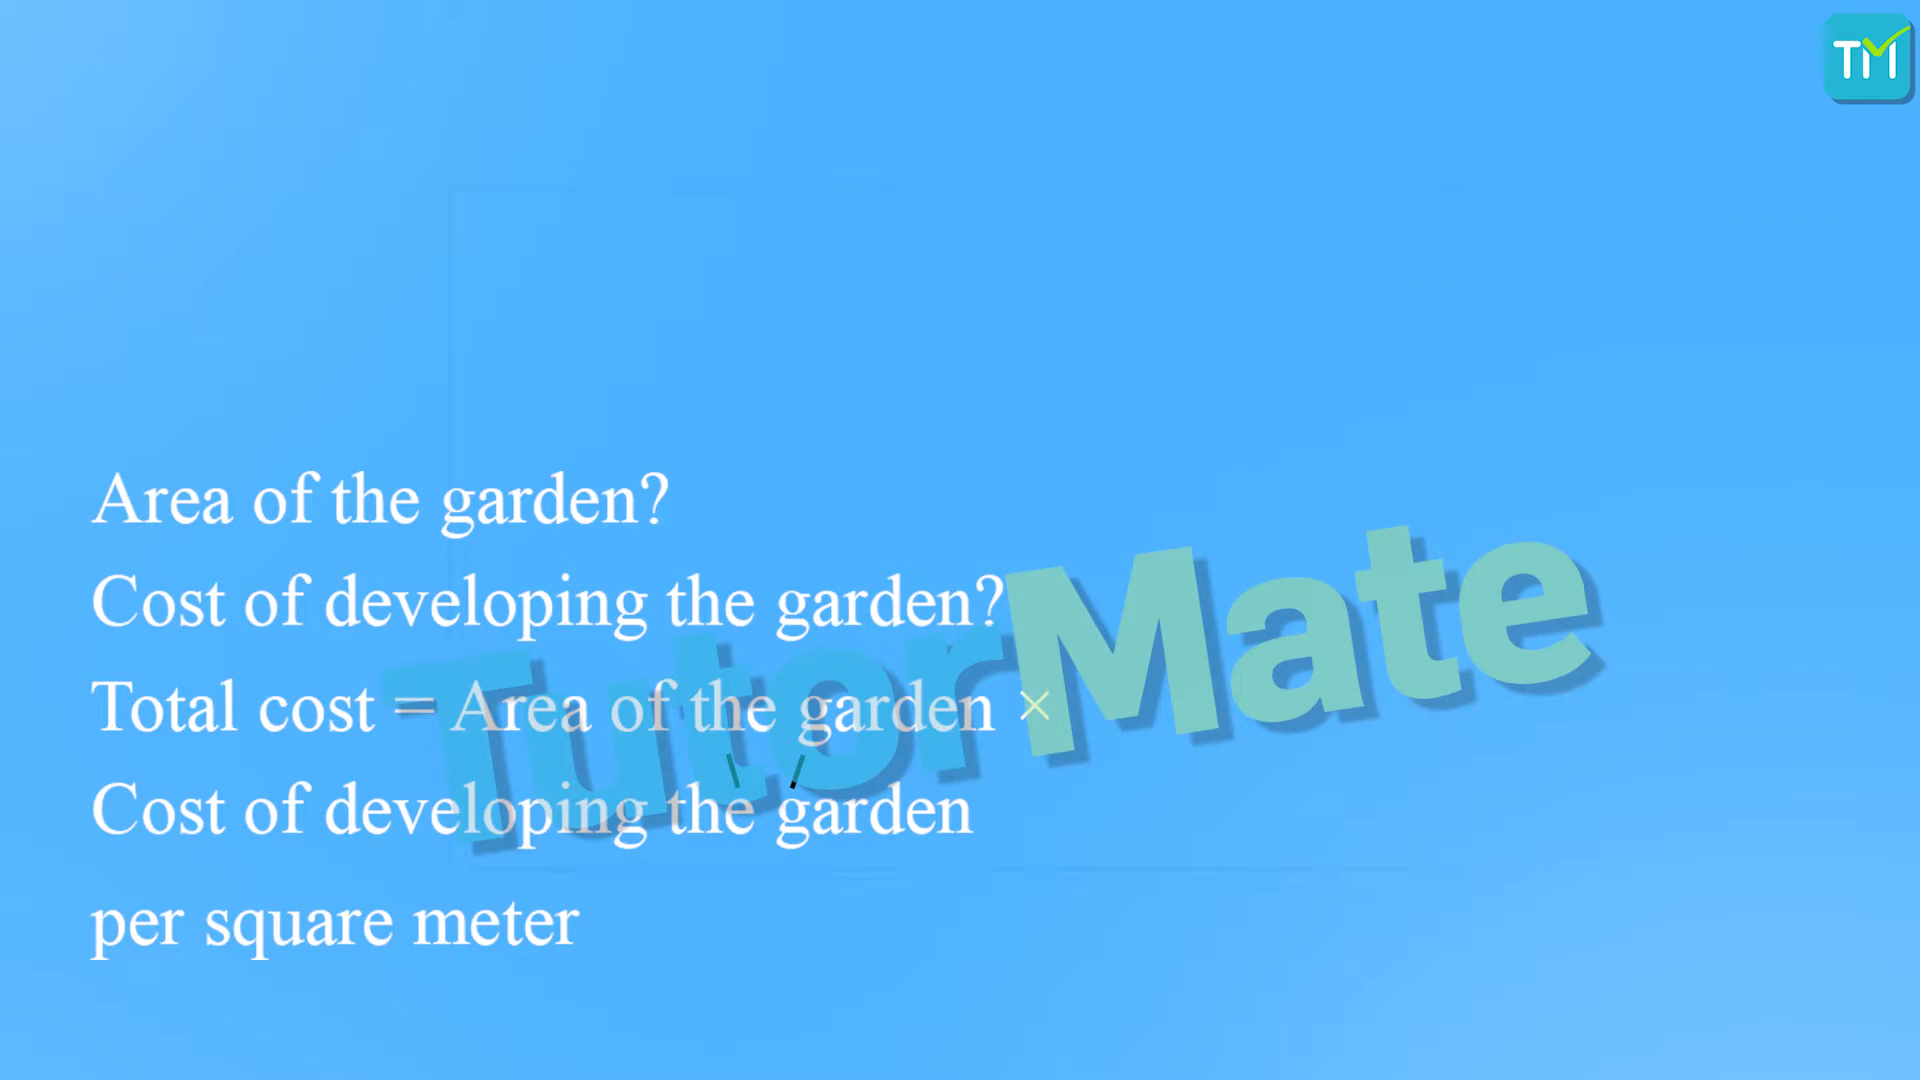 TM
Area of the garden?
Cost of developing the garden?
Total cost = Area of the garden ×
Cost of developing the garden
per square meter
TutorMate